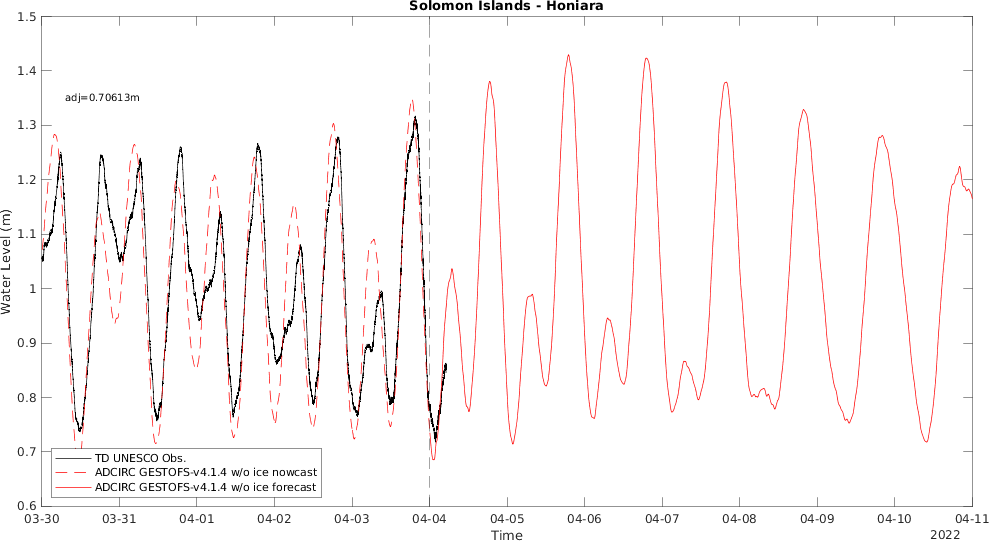 Solomon Islands - Honiara
1.5
1.4
1.3
1.2
1.1
1
0.9
0.8
0.7
0.6
Water Level (m)
adj=0.70613m
TD UNESCO Obs.
ADCIRC GESTOFS-v4.1.4 w/o ice nowcast
ADCIRC GESTOFS-v4.1.4 w/o ice forecast
03-30 03-31 04-01 04-02 04-03 04-04 04-05 04-06 04-07 04-08 04-09 04-10 04-11
Time
2022